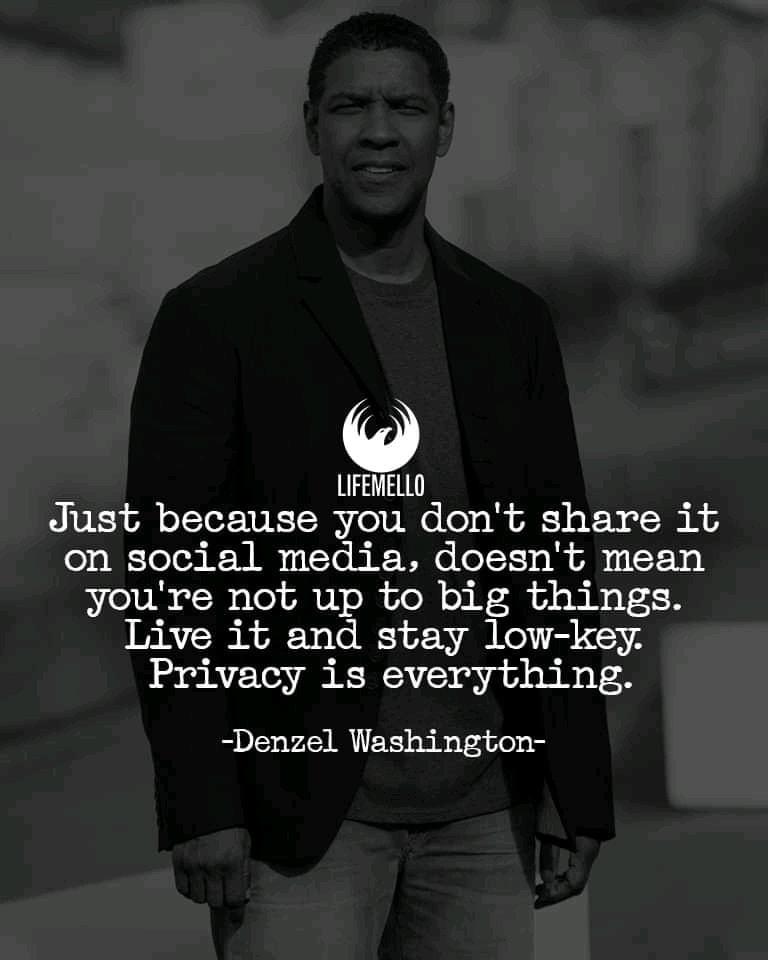 LIFEMELLO
Just because you don't share it
on social media, doesn't mean
you're not up to big things.
Live it and stay low-key.
Privacy is everything.
-Denzel Washington-